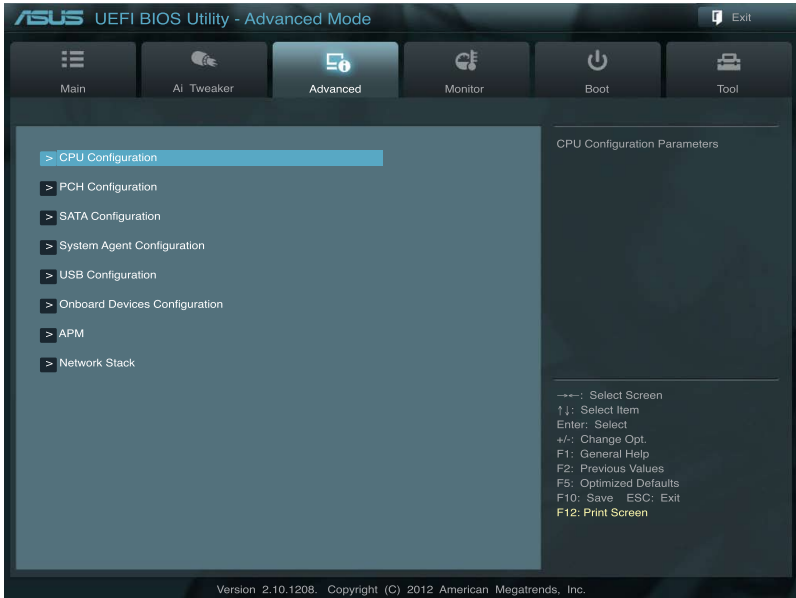 ASUS UEFI BIOS Utility - Advanced Mode
Exit
Main
Ai Tweaker
Advanced
Monitor
Boot
Tool
> CPU Configuration
> PCH Configuration
> SATA Configuration
> System Agent Configuration
> USB Configuration
> Onboard Devices Configuration
> APM
> Network Stack
CPU Configuration Parameters
→←: Select Screen
↑↓: Select Item
Enter: Select
+/-: Change Opt.
F1: General Help
F2: Previous Values
F5: Optimized Defaults
F10: Save ESC: Exit
F12: Print Screen
Version 2.10.1208. Copyright (C) 2012 American Megatrends, Inc.